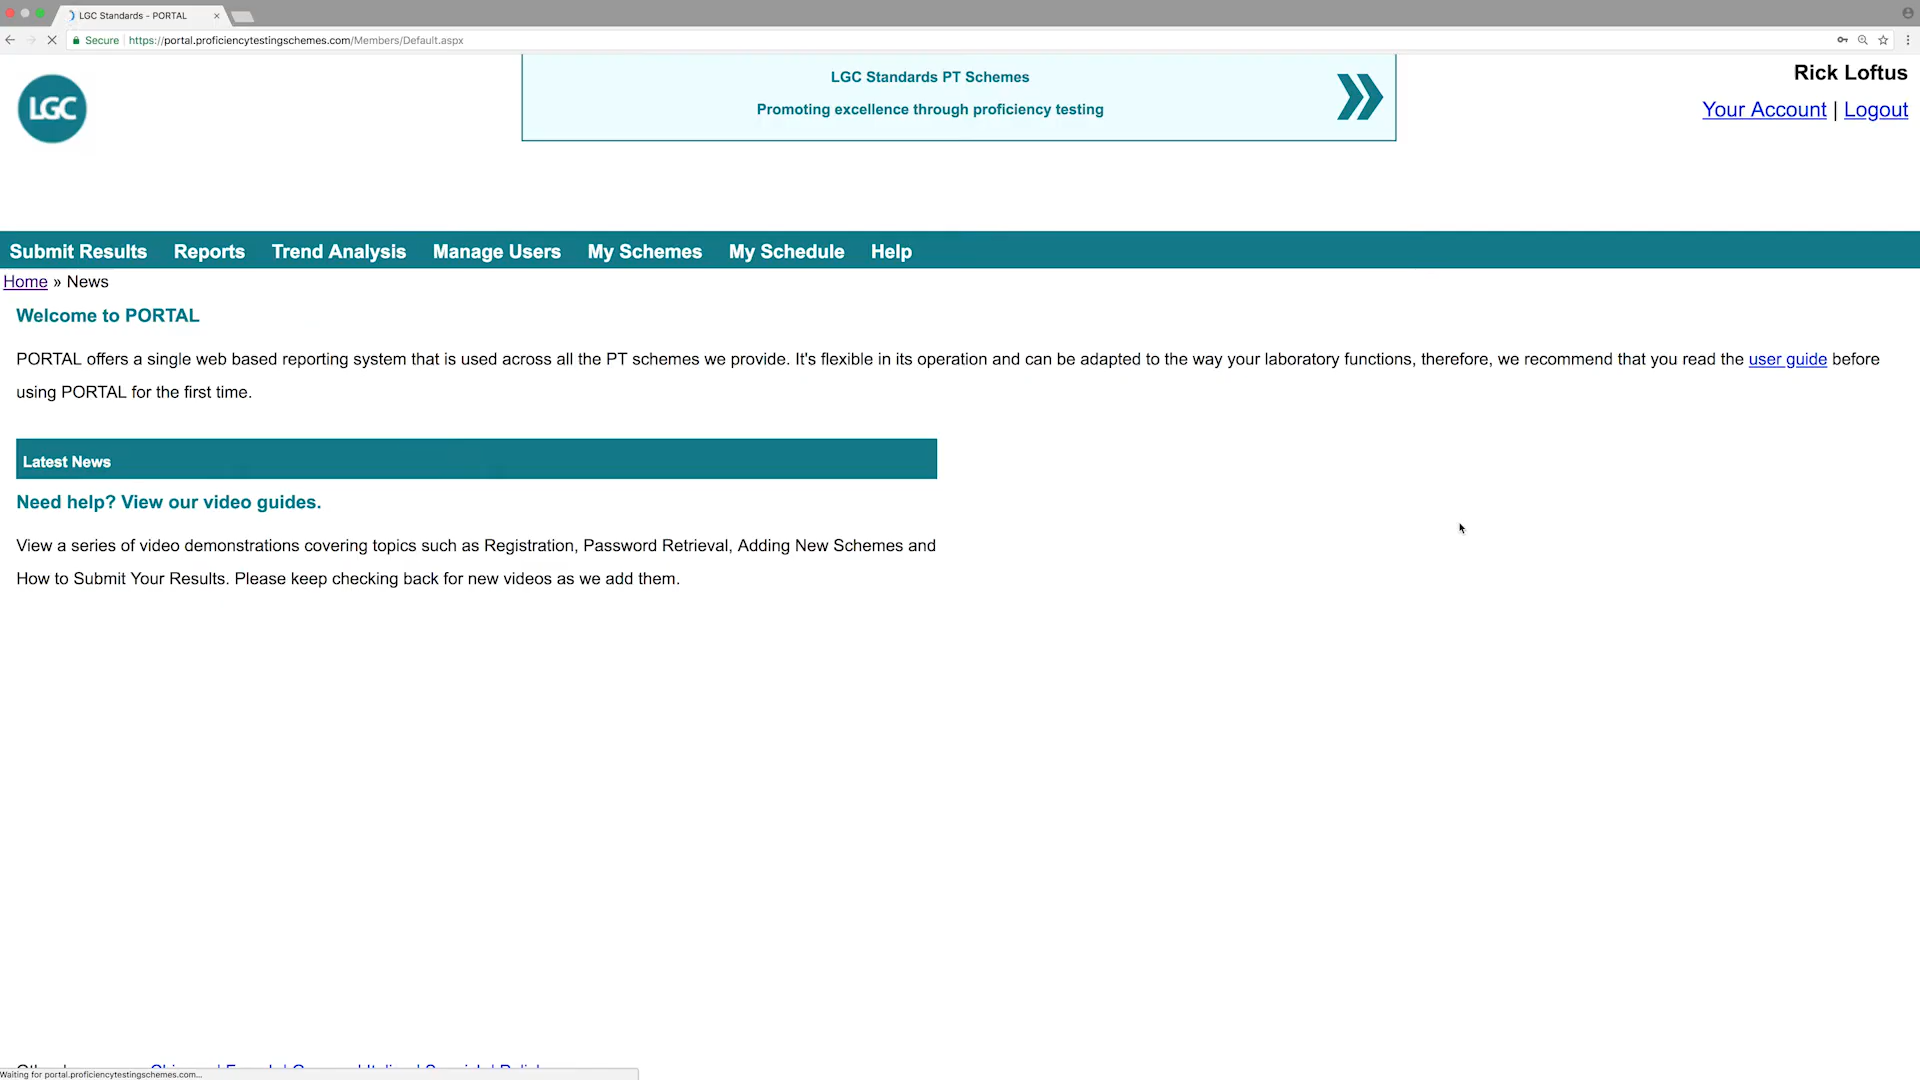 LGC Standards - PORTAL
Secure https://portal.proficiencytestingschemes.com/Members/Default.aspx
LGC
LGC Standards PT Schemes
Promoting excellence through proficiency testing
Rick Loftus
Your Account | Logout
Submit Results Reports Trend Analysis Manage Users My Schemes My Schedule Help
Home » News
Welcome to PORTAL
PORTAL offers a single web based reporting system that is used across all the PT schemes we provide. It's flexible in its operation and can be adapted to the way your laboratory functions, therefore, we recommend that you read the user guide before
using PORTAL for the first time.
Latest News
Need help? View our video guides.
View a series of video demonstrations covering topics such as Registration, Password Retrieval, Adding New Schemes and
How to Submit Your Results. Please keep checking back for new videos as we add them.
Waiting for portal.proficiencytestingschemes.com...